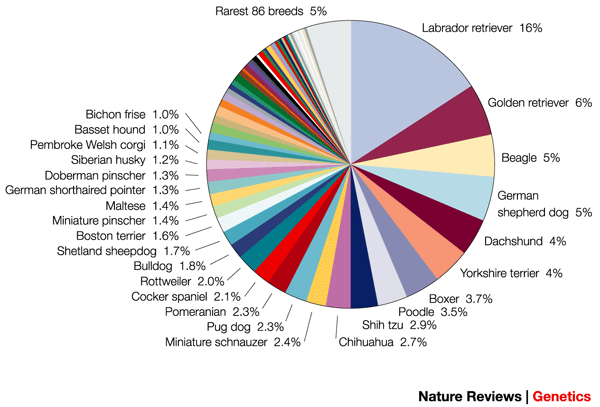 Rarest 86 breeds 5%
Labrador retriever 16%
Golden retriever 6%
Beagle 5%
German
shepherd dog 5%
Dachshund 4%
Yorkshire terrier 4%
Boxer 3.7%
Poodle 3.5%
Shih tzu 2.9%
Chihuahua 2.7%
Miniature schnauzer 2.4%
Pug dog 2.3%
Pomeranian 2.3%
Cocker spaniel 2.1%
Rottweiler 2.0%
Bulldog 1.8%
Shetland sheepdog 1.7%
Boston terrier 1.6%
Miniature pinscher 1.4%
Maltese 1.4%
German shorthaired pointer 1.3%
Doberman pinscher 1.3%
Siberian husky 1.2%
Pembroke Welsh corgi 1.1%
Basset hound 1.0%
Bichon frise 1.0%
Nature Reviews | Genetics